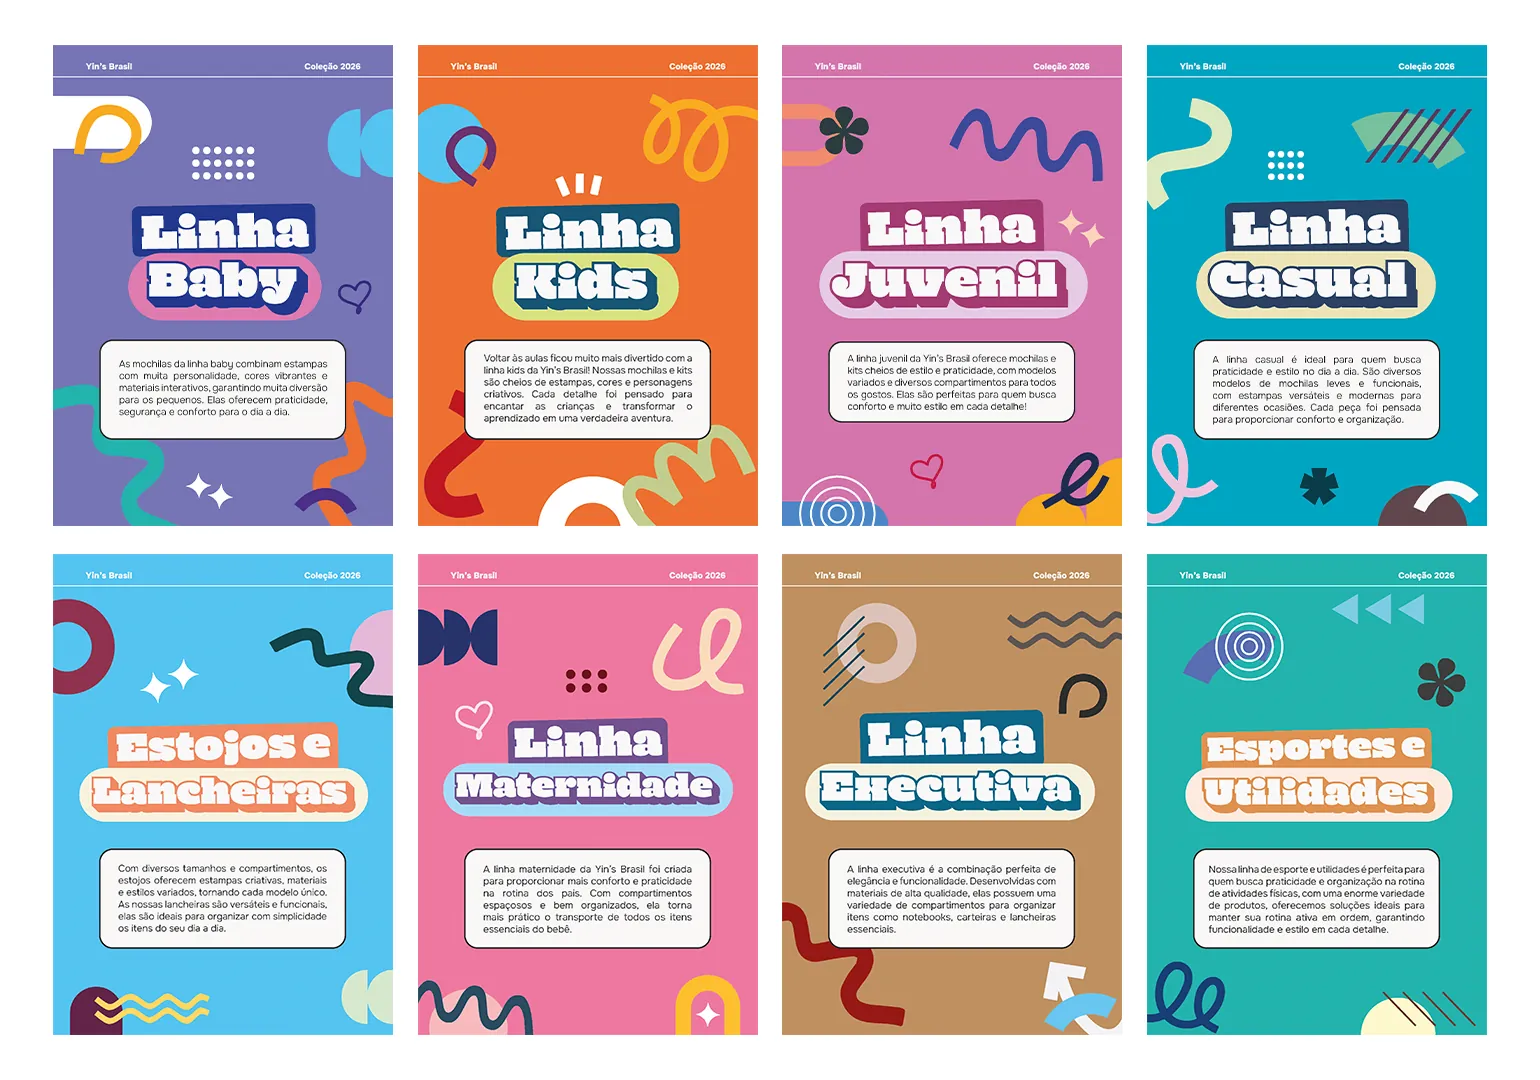 Yin's Brasil
Coleção 2026
Linha
Baby
As mochilas da linha baby combinam estampas
com muita personalidade, cores vibrantes e
materiais interativos, garantindo muita diversão
para os pequenos. Elas oferecem praticidade,
segurança e conforto para o dia a dia.
Yin's Brasil
Coleção 2026
Linha
Kids
Voltar às aulas ficou muito mais divertido com a
linha kids da Yin's Brasil! Nossas mochilas e kits
são cheios de estampas, cores e personagens
criativos. Cada detalhe foi pensado para
encantar as crianças e transformar o
aprendizado em uma verdadeira aventura.
Yin's Brasil
Coleção 2026
Linha
Juvenil
A linha juvenil da Yin's Brasil oferece mochilas e
kits cheios de estilo e praticidade, com modelos
variados e diversos compartimentos para todos
os gostos. Elas são perfeitas para quem busca
conforto e muito estilo em cada detalhe!
Yin's Brasil
Coleção 2026
Linha
Casual
A linha casual é ideal para quem busca
praticidade e estilo no dia a dia. São diversos
modelos de mochilas leves e funcionais,
com estampas versáteis e modernas para
diferentes ocasiões. Cada peça foi pensada
para proporcionar conforto e organização.
Yin's Brasil
Coleção 2026
Estojos e
Lancheiras
Com diversos tamanhos e compartimentos, os
estojos oferecem estampas criativas, materiais
e estilos variados, tornando cada modelo único.
As nossas lancheiras são versáteis e funcionais,
elas são ideais para organizar com simplicidade
os itens do seu dia a dia.
Yin's Brasil
Coleção 2026
Linha
Maternidade
A linha maternidade da Yin's Brasil foi criada
para proporcionar mais conforto e praticidade
na rotina dos pais. Com compartimentos
espaçosos e bem organizados, ela torna
mais prático o transporte de todos os itens
essenciais do bebê.
Yin's Brasil
Coleção 2026
Linha
Executiva
A linha executiva é a combinação perfeita de
elegância e funcionalidade. Desenvolvidas com
materiais de alta qualidade, elas possuem uma
variedade de compartimentos para organizar
itens como notebooks, carteiras e lancheiras
essenciais.
Yin's Brasil
Coleção 2026
Esportes e
Utilidades
Nossa linha de esporte e utilidades é perfeita para
quem busca praticidade e organização na rotina
de atividades físicas, com uma enorme variedade
de produtos, oferecemos soluções ideais para
manter sua rotina ativa em ordem, garantindo
funcionalidade e estilo em cada detalhe.